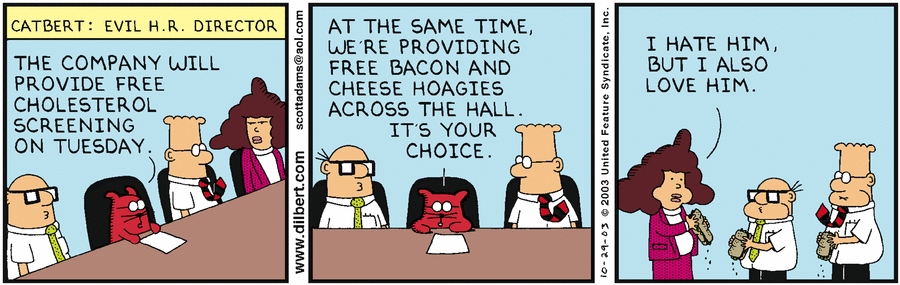 CATBERT: EVIL H.R. DIRECTOR
THE COMPANY WILL
PROVIDE FREE
CHOLESTEROL
SCREENING
ON TUESDAY.
www.dilbert.com
scottadams@aol.com
AT THE SAME TIME,
WE'RE PROVIDING
FREE BACON AND
CHEESE HOAGIES
ACROSS THE HALL.
IT'S YOUR
CHOICE.
10-29-03 © 2003 United Feature Syndicate, Inc.
I HATE HIM,
BUT I ALSO
LOVE HIM.